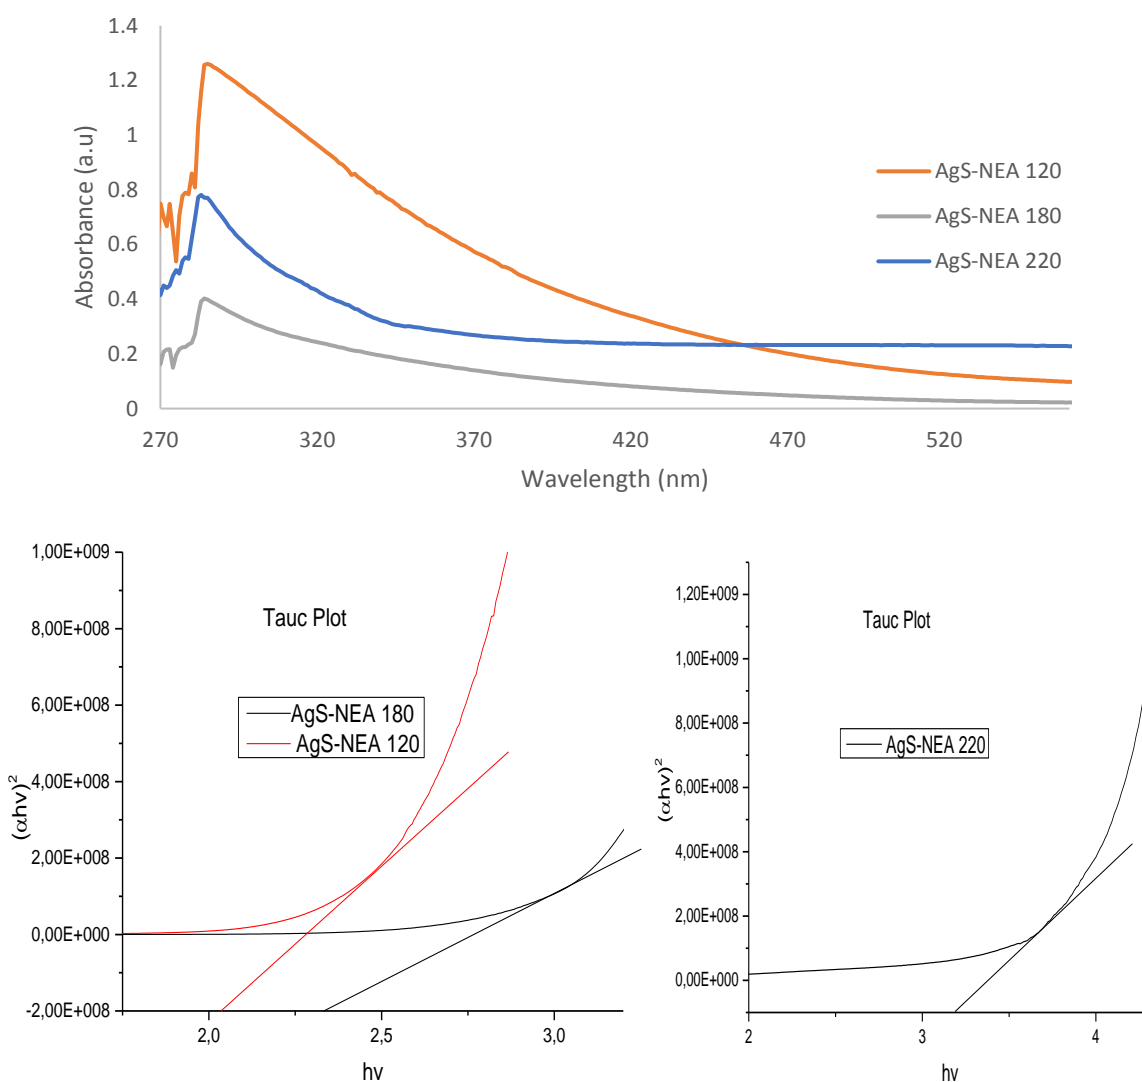 1.4
1.2
1
0.8
0.6
0.4
0.2
0
Absorbance (a.u)
270 320 370 420 470 520
Wavelength (nm)
AgS-NEA 120
AgS-NEA 180
AgS-NEA 220
1,00E+009
8,00E+008
6,00E+008
4,00E+008
2,00E+008
0,00E+000
-2,00E+008
(αhv)²
Tauc Plot
AgS-NEA 180
AgS-NEA 120
2,0 2,5 3,0
hv
1,20E+009
1,00E+009
8,00E+008
6,00E+008
4,00E+008
2,00E+008
0,00E+000
(αhv)²
Tauc Plot
AgS-NEA 220
2 3 4
hv